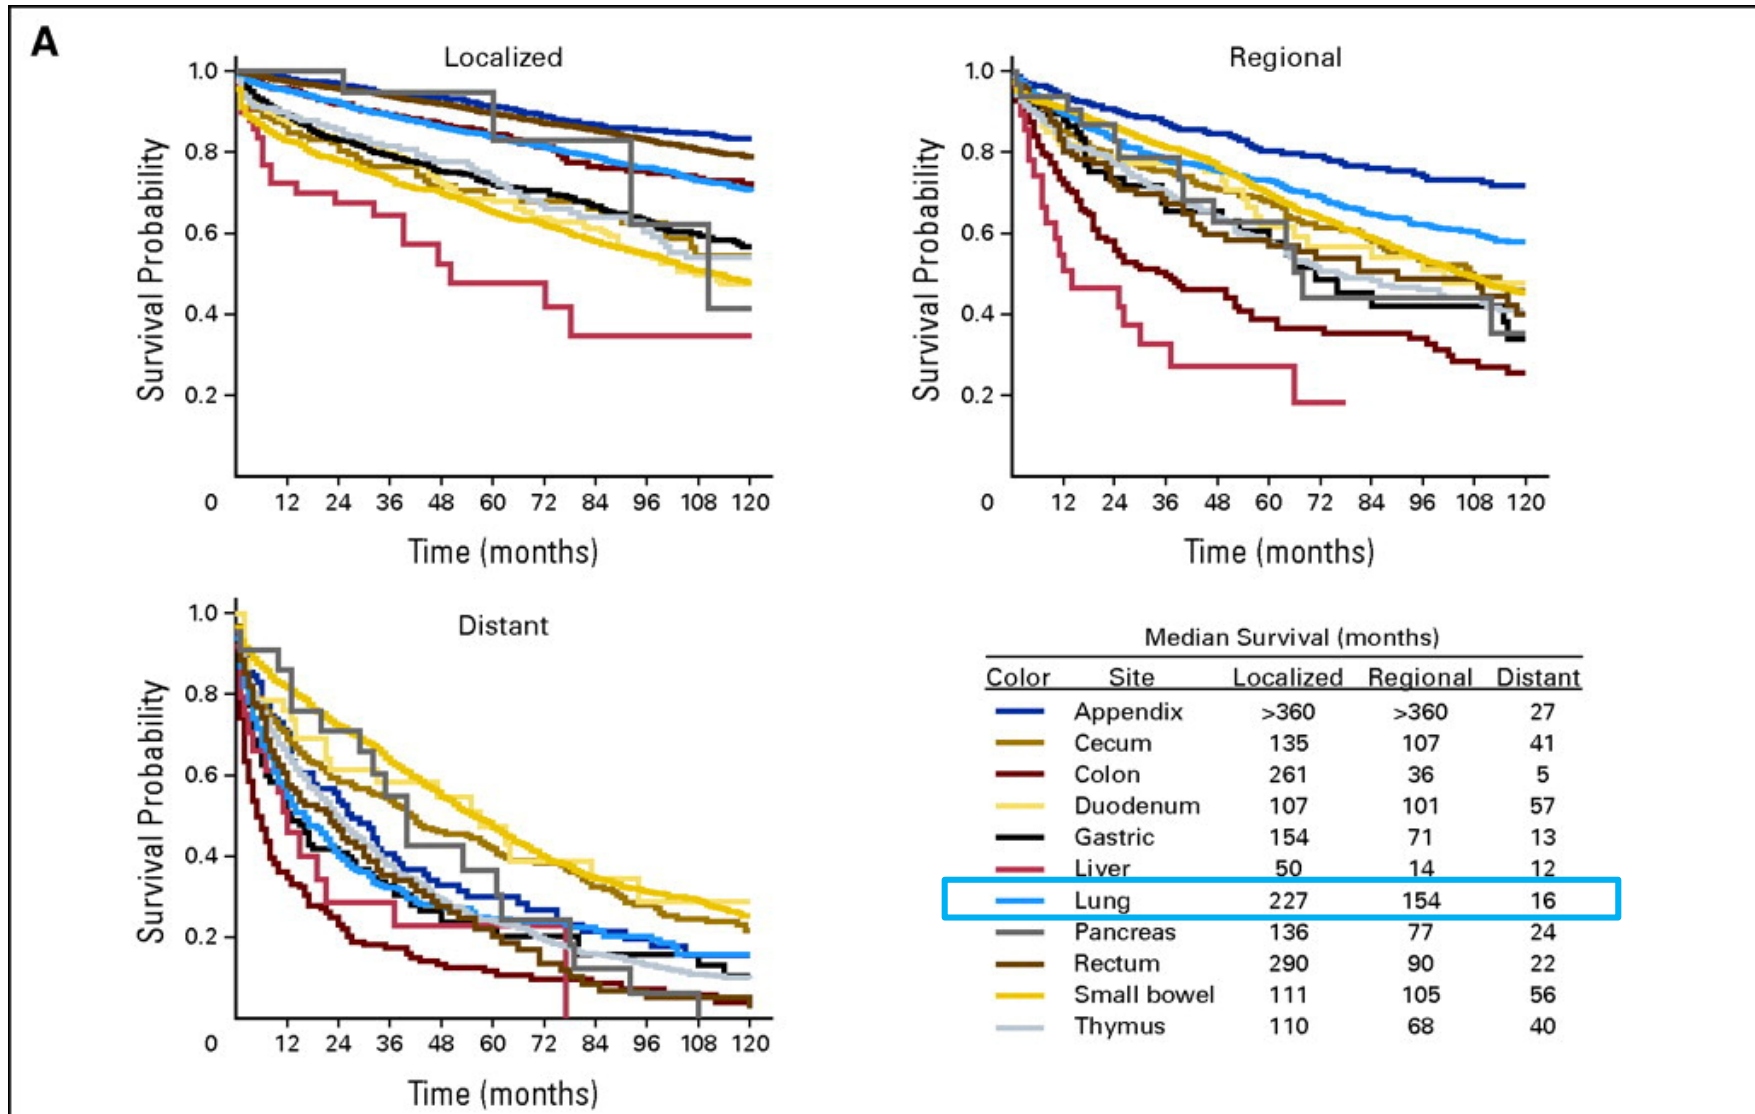 A
Localized
1.0
0.8
0.6
0.4
0.2
Survival Probability
0 12 24 36 48 60 72 84 96 108 120
Time (months)
Regional
1.0
0.8
0.6
0.4
0.2
Survival Probability
0 12 24 36 48 60 72 84 96 108 120
Time (months)
Distant
1.0
0.8
0.6
0.4
0.2
Survival Probability
0 12 24 36 48 60 72 84 96 108 120
Time (months)
Median Survival (months)
Color Site Localized Regional Distant
Appendix >360 >360 27
Cecum 135 107 41
Colon 261 36 5
Duodenum 107 101 57
Gastric 154 71 13
Liver 50 14 12
Lung 227 154 16
Pancreas 136 77 24
Rectum 290 90 22
Small bowel 111 105 56
Thymus 110 68 40